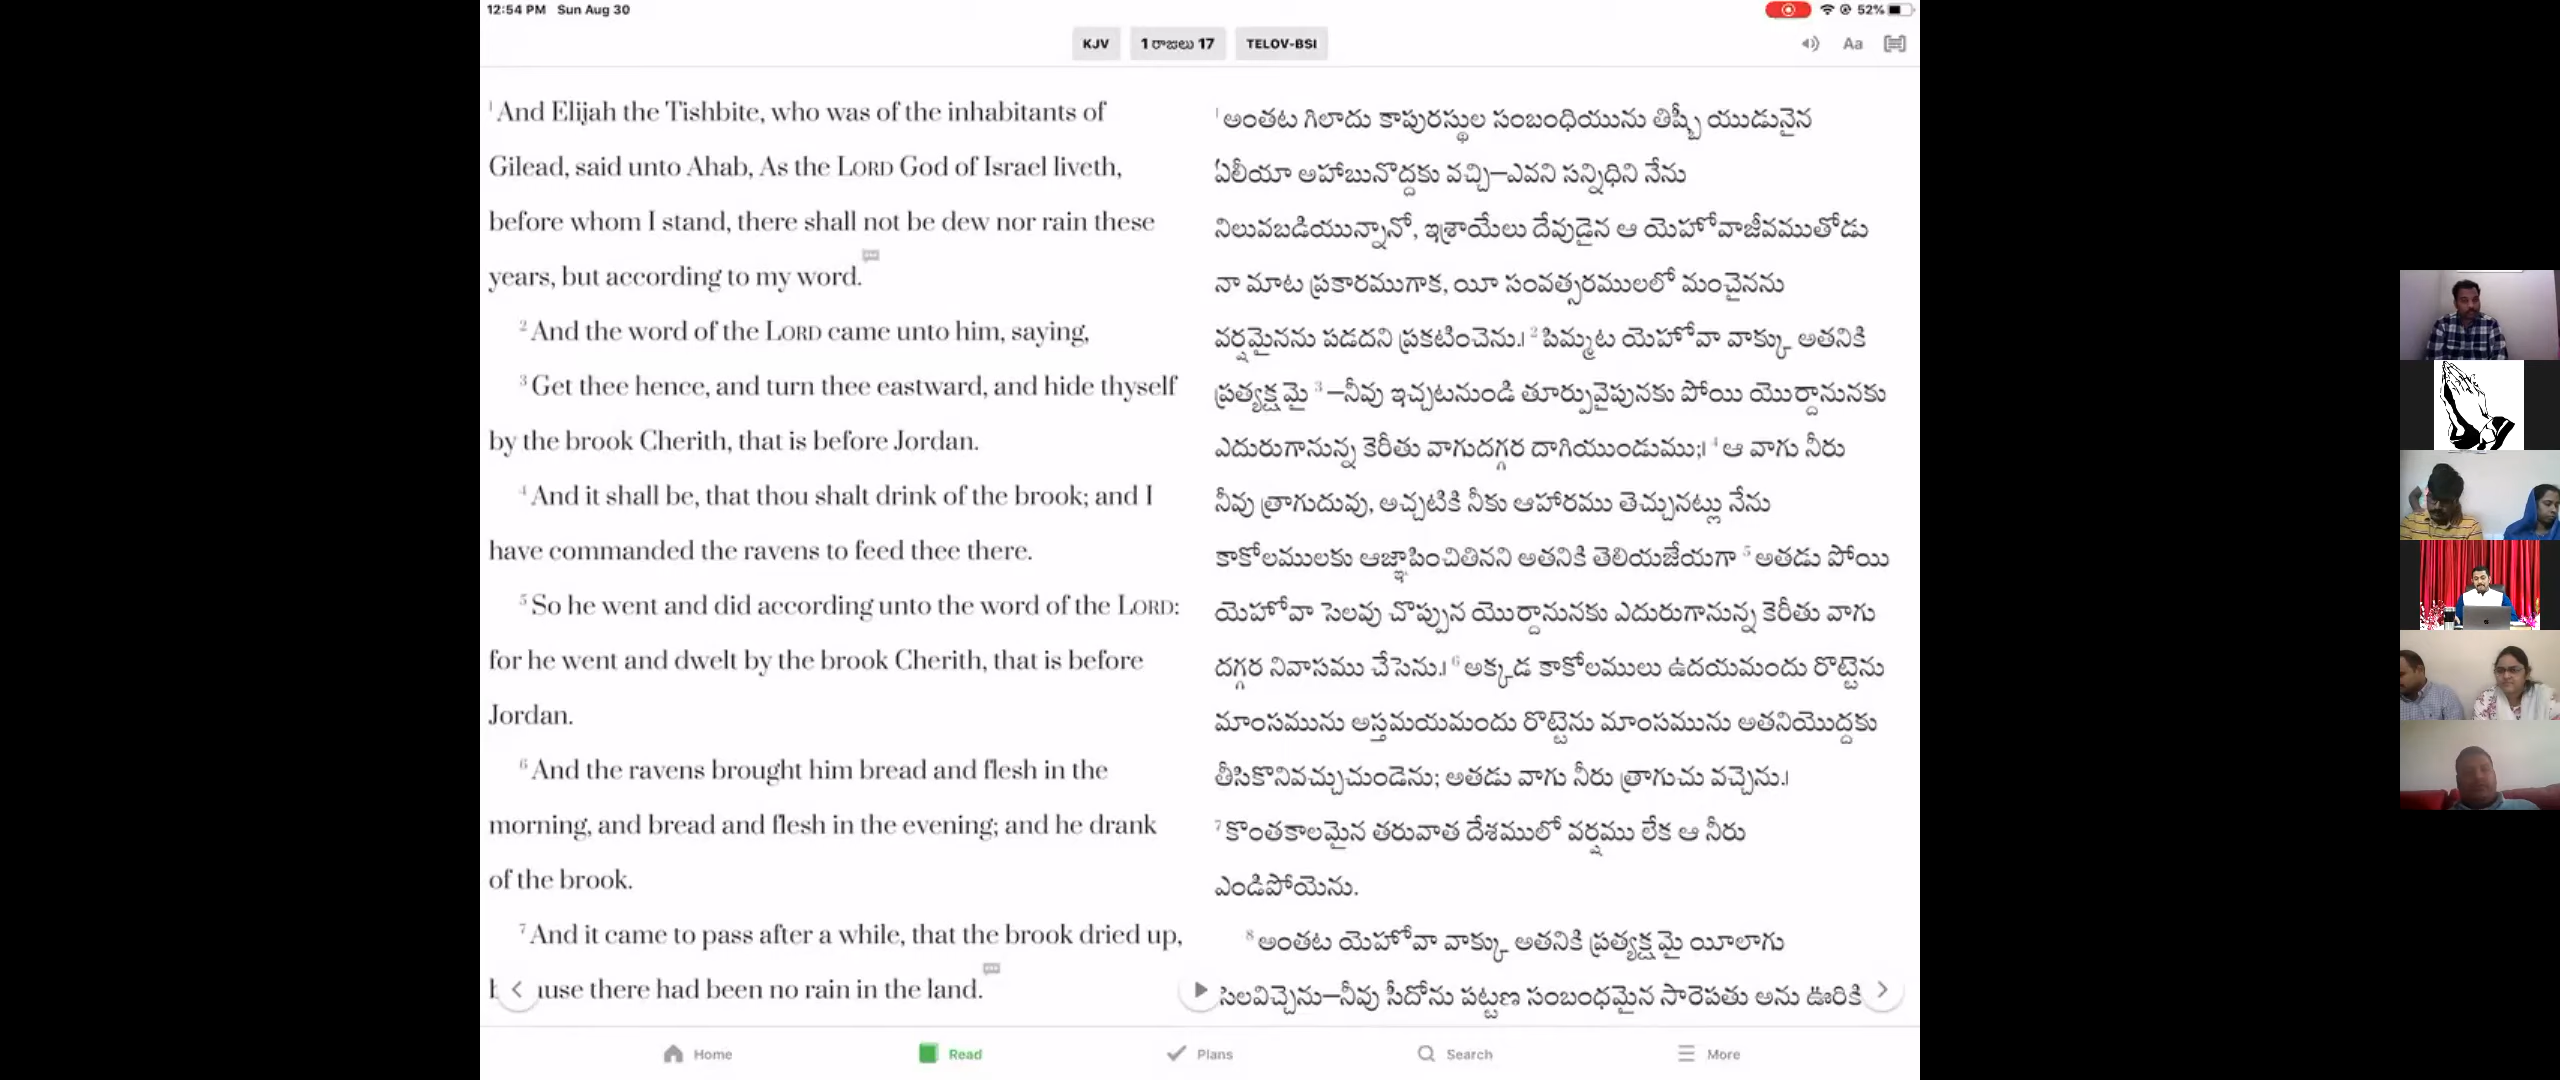 12:54 PM Sun Aug 30
52%
KJV
1 రాజులు 17
TELOV-BSI
Aa
1 And Elijah the Tishbite, who was of the inhabitants of
Gilead, said unto Ahab, As the LORD God of Israel liveth,
before whom I stand, there shall not be dew nor rain these
years, but according to my word.
2 And the word of the LORD came unto him, saying,
3 Get thee hence, and turn thee eastward, and hide thyself
by the brook Cherith, that is before Jordan.
4 And it shall be, that thou shalt drink of the brook; and I
have commanded the ravens to feed thee there.
5 So he went and did according unto the word of the LORD:
for he went and dwelt by the brook Cherith, that is before
Jordan.
6 And the ravens brought him bread and flesh in the
morning, and bread and flesh in the evening; and he drank
of the brook.
7 And it came to pass after a while, that the brook dried up,
there had been no rain in the land.
1 అంతట గిలాదు కాపురస్థుల సంబంధియును తిష్బీ యుడునైన
ఏలీయా అహాబునొద్దకు వచ్చి—ఎవని సన్నిధిని నేను
నిలువబడియున్నానో, ఇశ్రాయేలు దేవుడైన ఆ యెహోవాజీవముతోడు
నా మాట ప్రకారముగాక, యీ సంవత్సరములలో మంచైనను
వర్షమైనను పడదని ప్రకటించెను.| 2 పిమ్మట యెహోవా వాక్కు అతనికి
ప్రత్యక్ష మై 3 —నీవు ఇచ్చటనుండి తూర్పువైపునకు పోయి యొర్దానునకు
ఎదురుగానున్న కెరీతు వాగుదగ్గర దాగియుండుము;| 4 ఆ వాగు నీరు
నీవు త్రాగుదువు, అచ్చటికి నీకు ఆహారము తెచ్చునట్లు నేను
కాకోలములకు ఆజ్ఞాపించితినని అతనికి తెలియజేయగా 5 అతడు పోయి
యెహోవా సెలవు చొప్పున యొర్దానునకు ఎదురుగానున్న కెరీతు వాగు
దగ్గర నివాసము చేసెను.| 6 అక్కడ కాకోలములు ఉదయమందు రొట్టెను
మాంసమును అస్తమయమందు రొట్టెను మాంసమును అతనియొద్దకు
తీసికొనివచ్చుచుండెను; అతడు వాగు నీరు త్రాగుచు వచ్చెను.|
7 కొంతకాలమైన తరువాత దేశములో వర్షము లేక ఆ నీరు
ఎండిపోయెను.
8 అంతట యెహోవా వాక్కు అతనికి ప్రత్యక్ష మై యీలాగు
సెలవిచ్చెను—నీవు సీదోను పట్టణ సంబంధమైన సారెపతు అను ఊరికి
Home
Read
Plans
Search
More